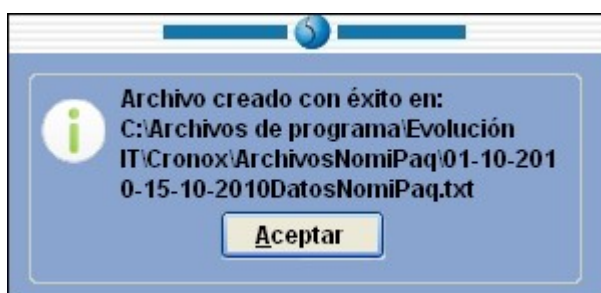 Archivo creado con éxito en:
C:\Archivos de programa\Evolución
IT\Cronox\ArchivosNomiPaq\01-10-201
0-15-10-2010DatosNomiPaq.txt
Aceptar